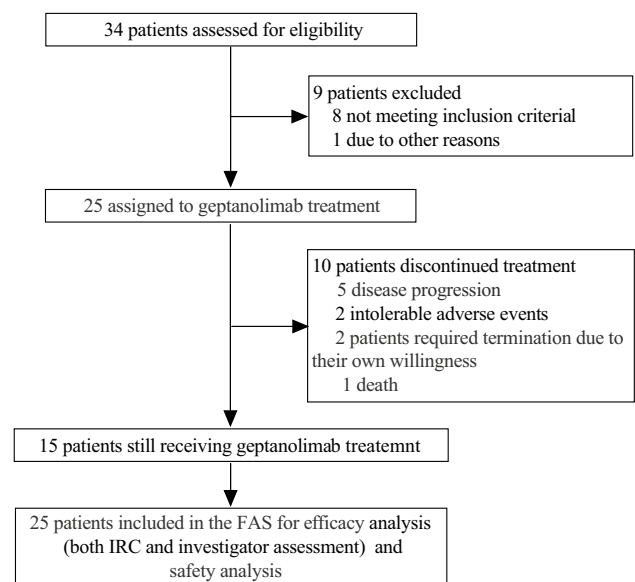 34 patients assessed for eligibility
9 patients excluded
8 not meeting inclusion criterial
1 due to other reasons
25 assigned to geptanolimab treatment
10 patients discontinued treatment
5 disease progression
2 intolerable adverse events
2 patients required termination due to
their own willingness
1 death
15 patients still receiving geptanolimab treatemnt
25 patients included in the FAS for efficacy analysis
(both IRC and investigator assessment) and
safety analysis